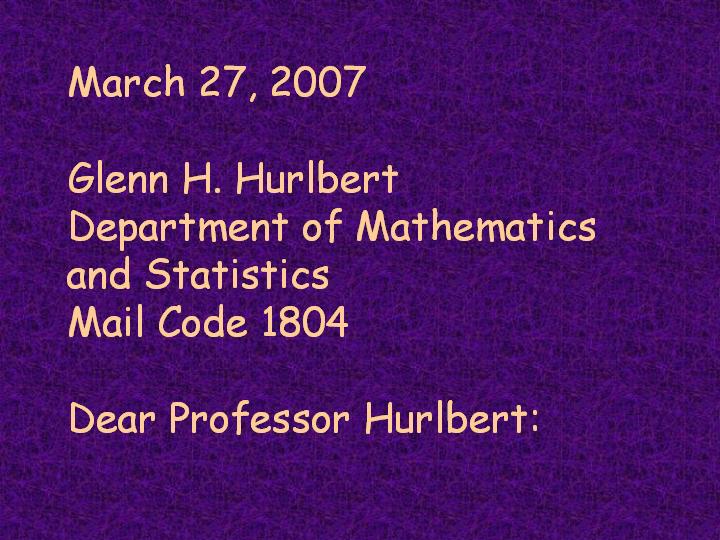 March 27, 2007
Glenn H. Hurlbert
Department of Mathematics
and Statistics
Mail Code 1804
Dear Professor Hurlbert: